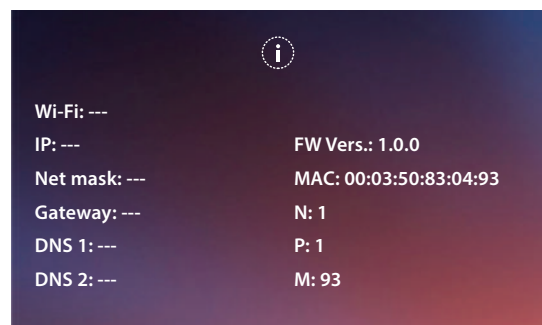 Wi-Fi: ---
IP: ---
Net mask: ---
Gateway: ---
DNS 1: ---
DNS 2: ---
FW Vers.: 1.0.0
MAC: 00:03:50:83:04:93
N: 1
P: 1
M: 93